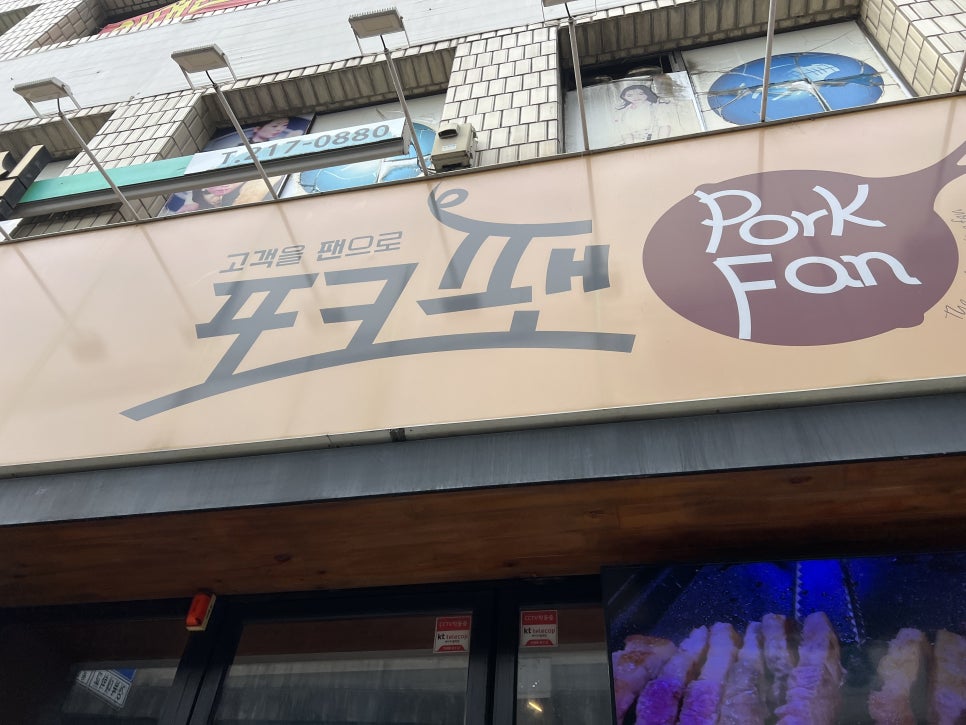 T.217-0880
고객을 팬으로
포크팬
Pork
Fan
The
CCTV작동중
kt telecop
CCTV작동중
kt telecop